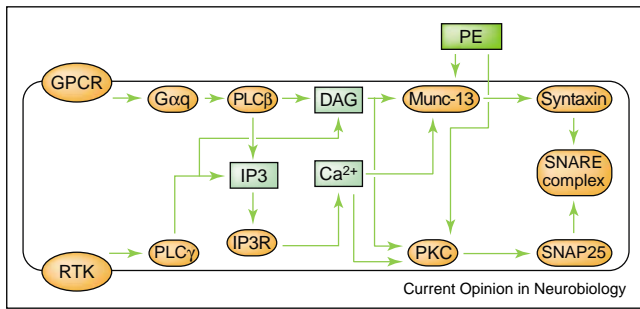 PE
GPCR
Gαq
PLCβ
DAG
Munc-13
Syntaxin
IP3
Ca²⁺
SNARE
complex
RTK
PLCγ
IP3R
PKC
SNAP25
Current Opinion in Neurobiology